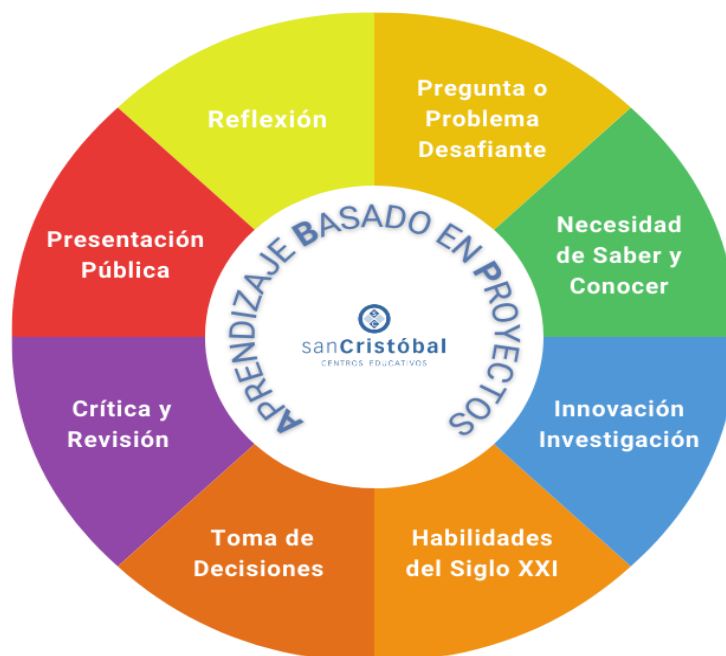 Pregunta o
Problema
Desafiante
Necesidad
de Saber y
Conocer
Innovación
Investigación
Habilidades
del Siglo XXI
Toma de
Decisiones
Crítica y
Revisión
Presentación
Pública
Reflexión
APRENDIZAJE BASADO EN PROYECTOS
sanCristóbal
CENTROS EDUCATIVOS